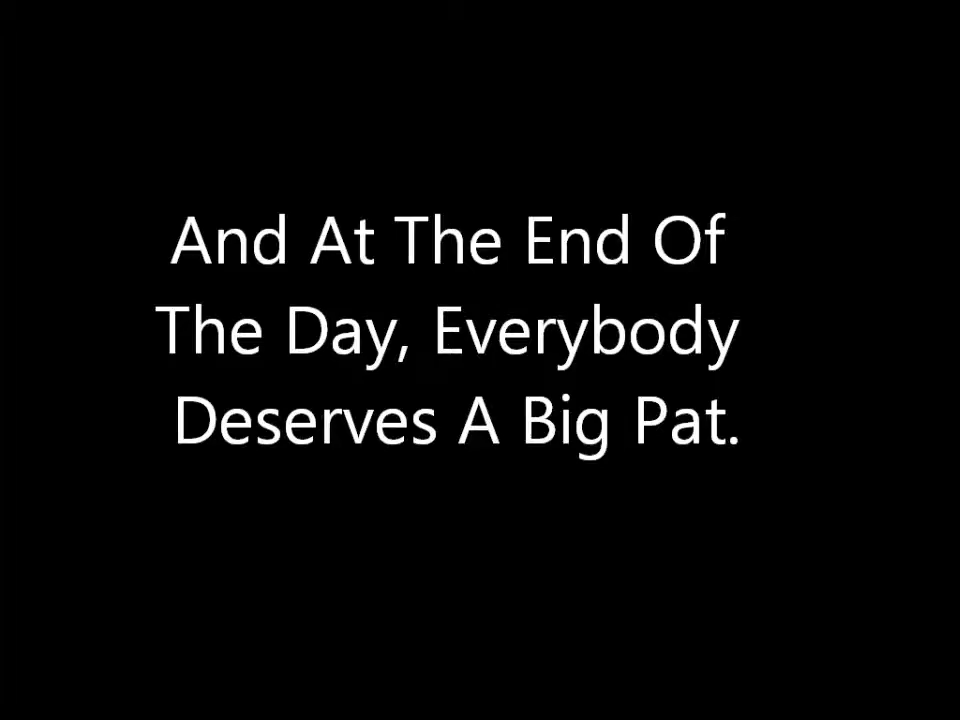 And At The End Of
The Day, Everybody
Deserves A Big Pat.